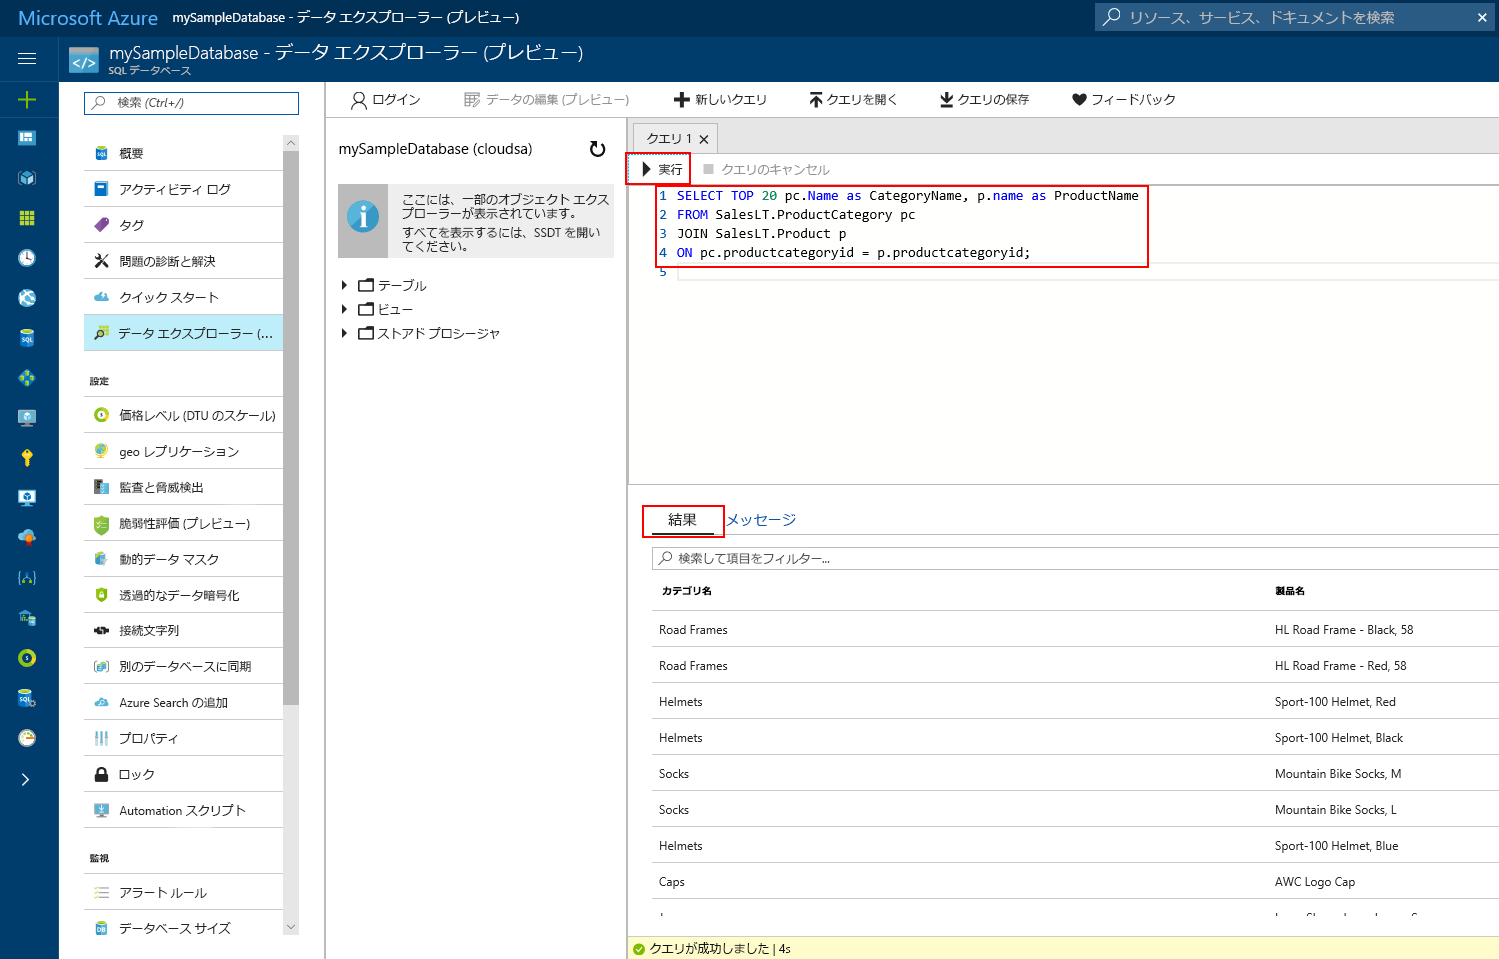 Microsoft Azure mySampleDatabase - データ エクスプローラー (プレビュー)
リソース、サービス、ドキュメントを検索
mySampleDatabase - データ エクスプローラー (プレビュー)
SQL データベース
検索 (Ctrl+/)
概要
アクティビティ ログ
タグ
問題の診断と解決
クイック スタート
データ エクスプローラー (...
設定
価格レベル (DTU のスケール)
geo レプリケーション
監査と脅威検出
脆弱性評価 (プレビュー)
動的データ マスク
透過的なデータ暗号化
接続文字列
別のデータベースに同期
Azure Search の追加
プロパティ
ロック
Automation スクリプト
監視
アラート ルール
データベース サイズ
ログイン
データの編集 (プレビュー)
新しいクエリ
クエリを開く
クエリの保存
フィードバック
mySampleDatabase (cloudsa)
ここには、一部のオブジェクト エクス
プローラーが表示されています。
すべてを表示するには、SSDT を開い
てください。
テーブル
ビュー
ストアド プロシージャ
クエリ 1
実行
クエリのキャンセル
1 SELECT TOP 20 pc.Name as CategoryName, p.name as ProductName
2 FROM SalesLT.ProductCategory pc
3 JOIN SalesLT.Product p
4 ON pc.productcategoryid = p.productcategoryid;
5
結果 メッセージ
検索して項目をフィルター...
カテゴリ名 製品名
Road Frames HL Road Frame - Black, 58
Road Frames HL Road Frame - Red, 58
Helmets Sport-100 Helmet, Red
Helmets Sport-100 Helmet, Black
Socks Mountain Bike Socks, M
Socks Mountain Bike Socks, L
Helmets Sport-100 Helmet, Blue
Caps AWC Logo Cap
クエリが成功しました | 4s